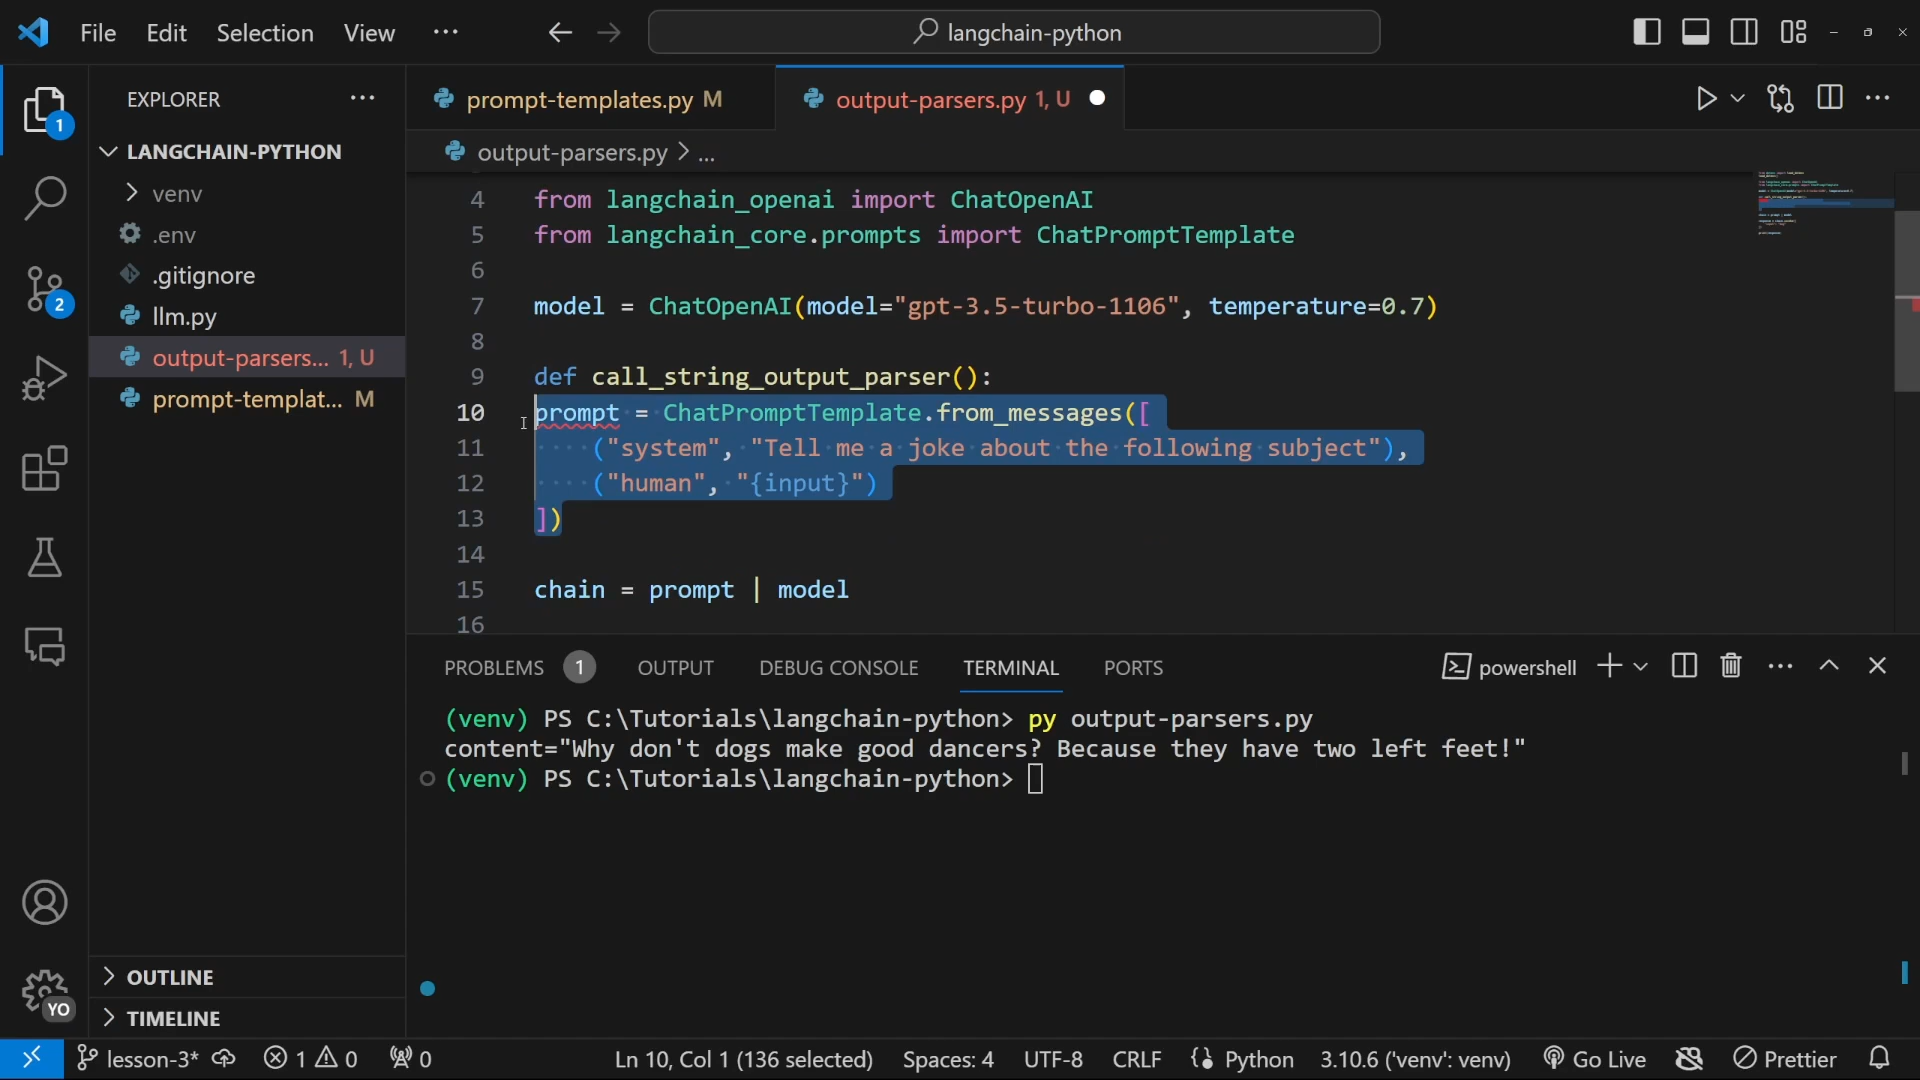 File Edit Selection View ··· langchain-python
EXPLORER ···
1
LANGCHAIN-PYTHON
venv
.env
.gitignore
2
llm.py
output-parsers... 1, U
prompt-templat... M
OUTLINE
TIMELINE
YO
prompt-templates.py M output-parsers.py 1, U
output-parsers.py > ...
4 from langchain_openai import ChatOpenAI
5 from langchain_core.prompts import ChatPromptTemplate
6
7 model = ChatOpenAI(model="gpt-3.5-turbo-1106", temperature=0.7)
8
9 def call_string_output_parser():
10 prompt = ChatPromptTemplate.from_messages([
11 ····("system", "Tell me a joke about the following subject"),
12 ····("human", "{input}")
13 ])
14
15 chain = prompt | model
16
PROBLEMS 1 OUTPUT DEBUG CONSOLE TERMINAL PORTS powershell
(venv) PS C:\Tutorials\langchain-python> py output-parsers.py
content="Why don't dogs make good dancers? Because they have two left feet!"
(venv) PS C:\Tutorials\langchain-python>
lesson-3* 1 0 0 Ln 10, Col 1 (136 selected) Spaces: 4 UTF-8 CRLF Python 3.10.6 ('venv': venv) Go Live Prettier